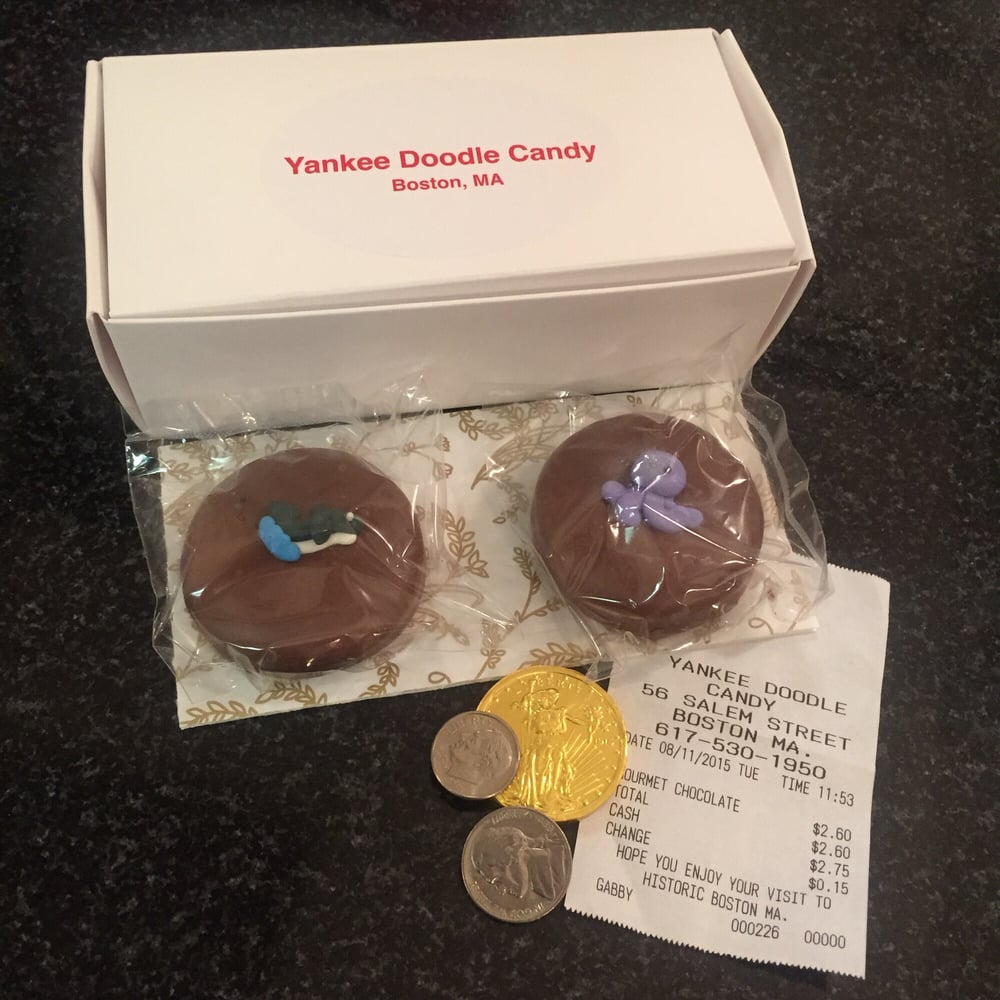 Yankee Doodle Candy
Boston, MA
YANKEE DOODLE
CANDY
56 SALEM STREET
BOSTON MA.
617-530-1950
DATE 08/11/2015 TUE TIME 11:53
GOURMET CHOCOLATE $2.60
TOTAL $2.60
CASH $2.75
CHANGE $0.15
HOPE YOU ENJOY YOUR VISIT TO
HISTORIC BOSTON MA.
GABBY 000226 00000